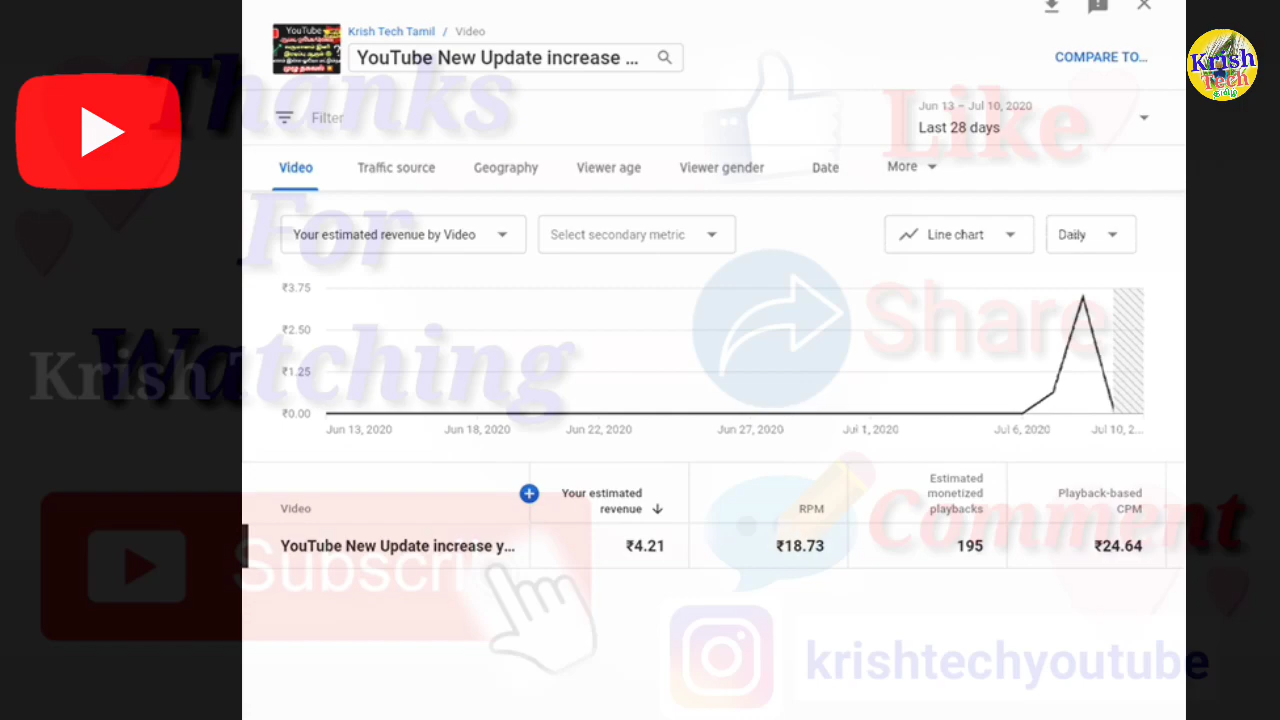 Krish Tech Tamil / Video
YouTube New Update increase ...
COMPARE TO...
Krish
Tech
தமிழ்
YouTube
Thanks
For
Watching
Like
Share
Comment
Filter
Jun 13 – Jul 10, 2020
Last 28 days
Video Traffic source Geography Viewer age Viewer gender Date More
Your estimated revenue by Video Select secondary metric Line chart Daily
₹3.75
₹2.50
₹1.25
₹0.00
Jun 13, 2020 Jun 18, 2020 Jun 22, 2020 Jun 27, 2020 Jul 1, 2020 Jul 6, 2020 Jul 10, 2...
Krish
Video Your estimated revenue RPM Estimated monetized playbacks Playback-based CPM
YouTube New Update increase y... ₹4.21 ₹18.73 195 ₹24.64
Subscri
krishtechyoutube